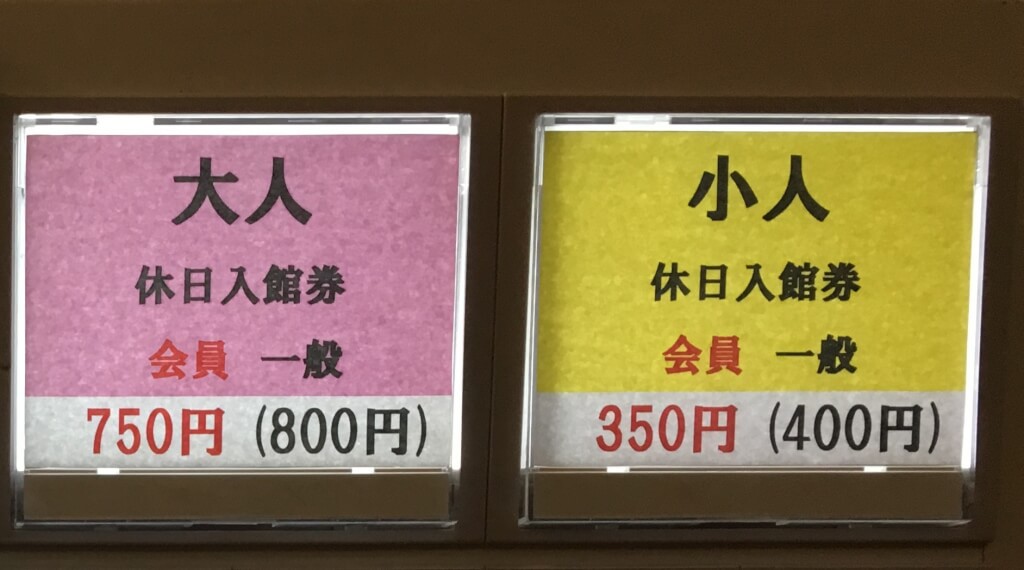 大人
休日入館券
会員 一般
750円 (800円)
小人
休日入館券
会員 一般
350円 (400円)